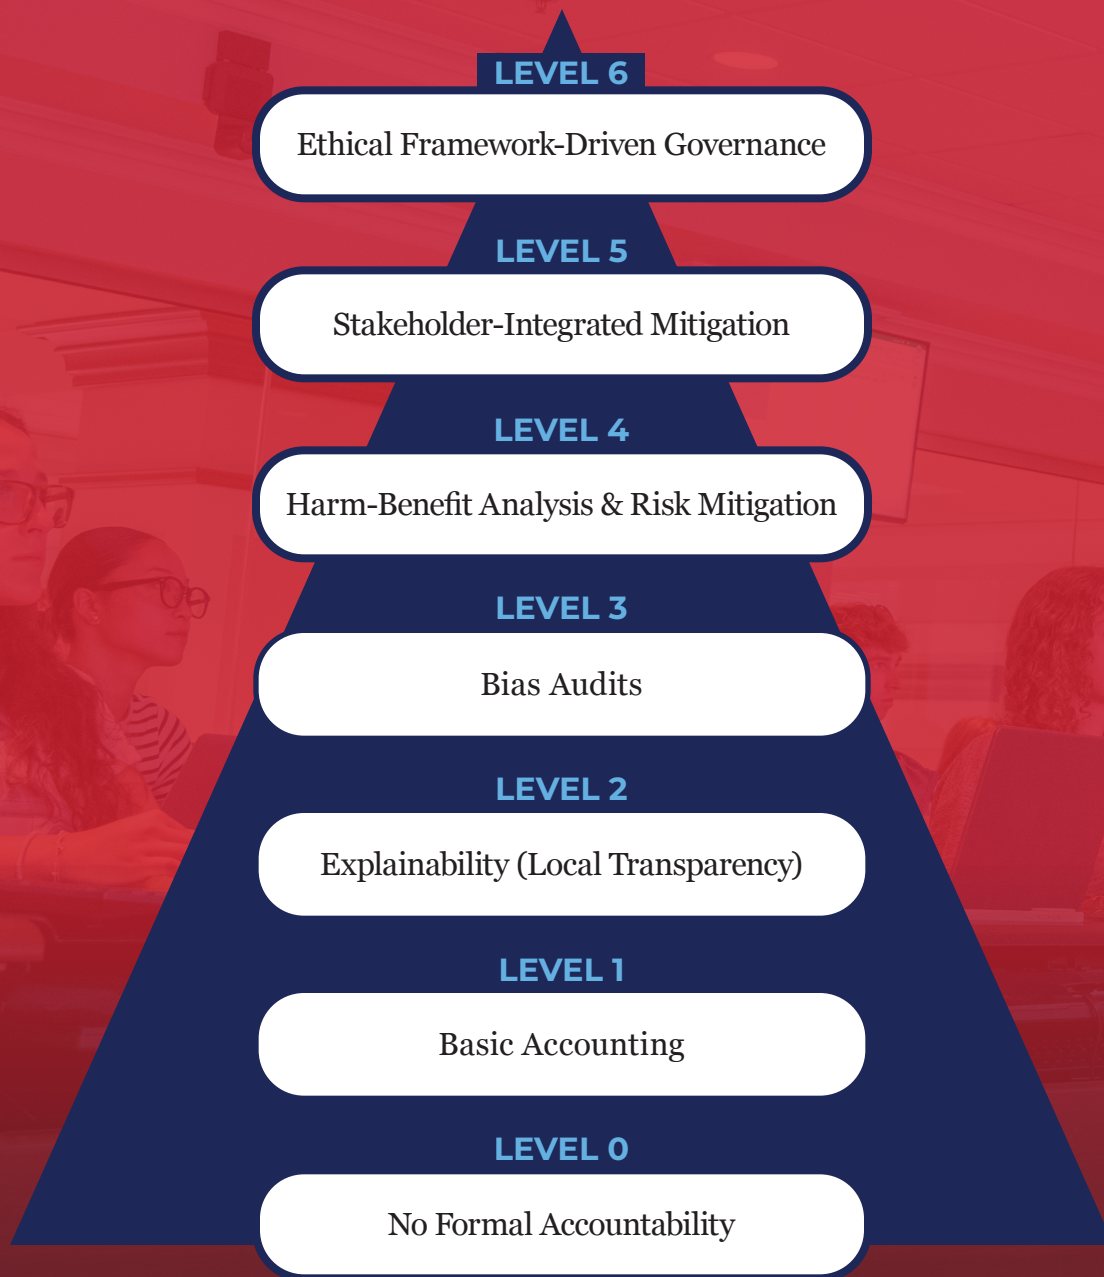 LEVEL 6
Ethical Framework-Driven Governance
LEVEL 5
Stakeholder-Integrated Mitigation
LEVEL 4
Harm-Benefit Analysis & Risk Mitigation
LEVEL 3
Bias Audits
LEVEL 2
Explainability (Local Transparency)
LEVEL 1
Basic Accounting
LEVEL 0
No Formal Accountability